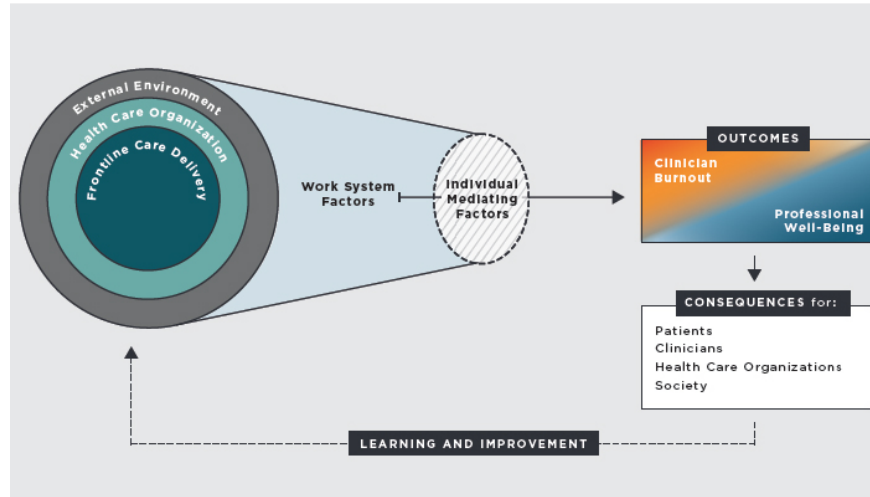 External Environment
Health Care Organization
Frontline Care Delivery
Work System
Factors
Individual
Mediating
Factors
OUTCOMES
Clinician
Burnout
Professional
Well-Being
CONSEQUENCES for:
Patients
Clinicians
Health Care Organizations
Society
LEARNING AND IMPROVEMENT